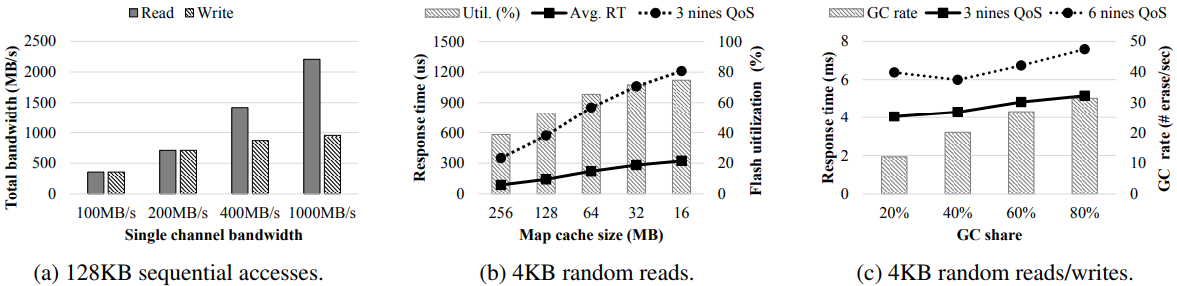 Read Write
Total bandwidth (MB/s)
2500
2000
1500
1000
500
0
100MB/s 200MB/s 400MB/s 1000MB/s
Single channel bandwidth
(a) 128KB sequential accesses.
Util. (%) Avg. RT 3 nines QoS
Response time (us)
1500
1200
900
600
300
0
100
80
60
40
20
0
Flash uitilization (%)
256 128 64 32 16
Map cache size (MB)
(b) 4KB random reads.
GC rate 3 nines QoS 6 nines QoS
Response time (ms)
8
6
4
2
0
50
40
30
20
10
0
GC rate (# erase/sec)
20% 40% 60% 80%
GC share
(c) 4KB random reads/writes.